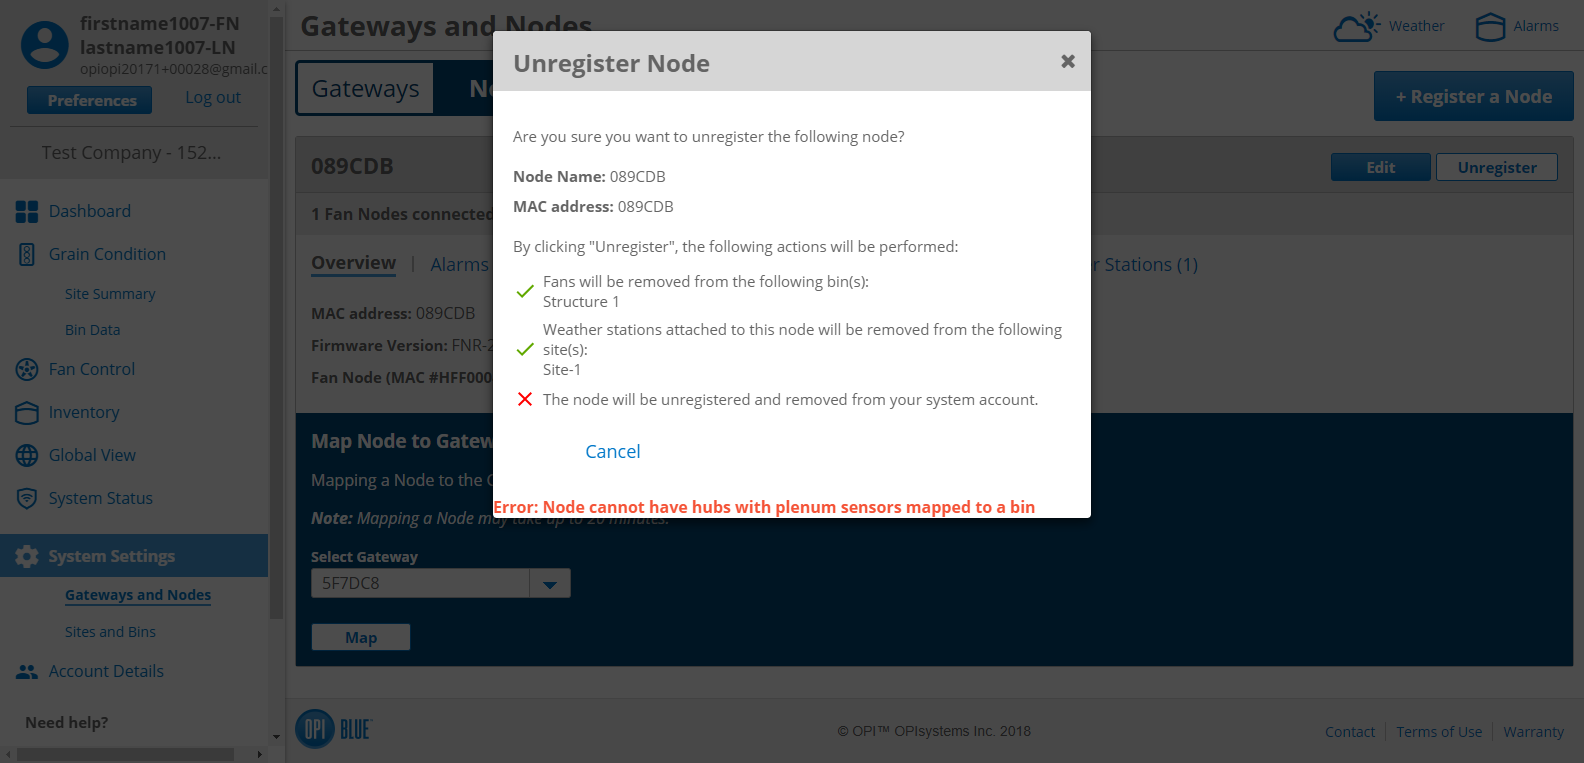 firstname1007-FN
lastname1007-LN
opiopi20171+00028@gmail.c
Preferences
Log out
Test Company - 152...
Dashboard
Grain Condition
Site Summary
Bin Data
Fan Control
Inventory
Global View
System Status
System Settings
Gateways and Nodes
Sites and Bins
Account Details
Need help?
Gateways and Nodes
Weather
Alarms
Gateways
+ Register a Node
089CDB
Edit
Unregister
1 Fan Nodes connected
Overview | Alarms
Stations (1)
MAC address: 089CDB
Firmware Version: FNR-2
Fan Node (MAC #HFF000
Map Node to Gatew
Mapping a Node to the
Note: Mapping a Node may take up to 20 minutes.
Select Gateway
5F7DC8
Map
Unregister Node
Are you sure you want to unregister the following node?
Node Name: 089CDB
MAC address: 089CDB
By clicking "Unregister", the following actions will be performed:
Fans will be removed from the following bin(s):
Structure 1
Weather stations attached to this node will be removed from the following
site(s):
Site-1
The node will be unregistered and removed from your system account.
Cancel
Error: Node cannot have hubs with plenum sensors mapped to a bin
OPI BLUE™
© OPI™ OPIsystems Inc. 2018
Contact
Terms of Use
Warranty